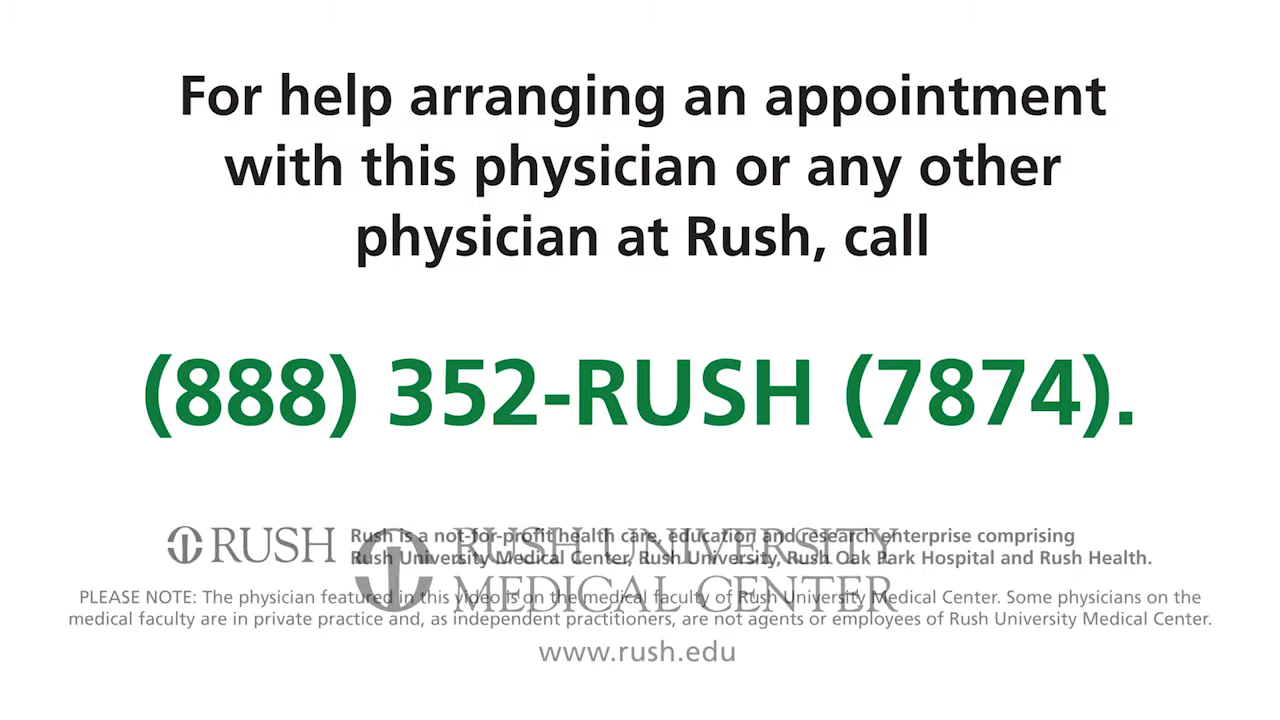 For help arranging an appointment
with this physician or any other
physician at Rush, call
(888) 352-RUSH (7874).
RUSH
Rush is a not-for-profit health care, education and research enterprise comprising
Rush University Medical Center, Rush University, Rush Oak Park Hospital and Rush Health.
RUSH UNIVERSITY
MEDICAL CENTER
PLEASE NOTE: The physician featured in this video is on the medical faculty of Rush University Medical Center. Some physicians on the
medical faculty are in private practice and, as independent practitioners, are not agents or employees of Rush University Medical Center.
www.rush.edu